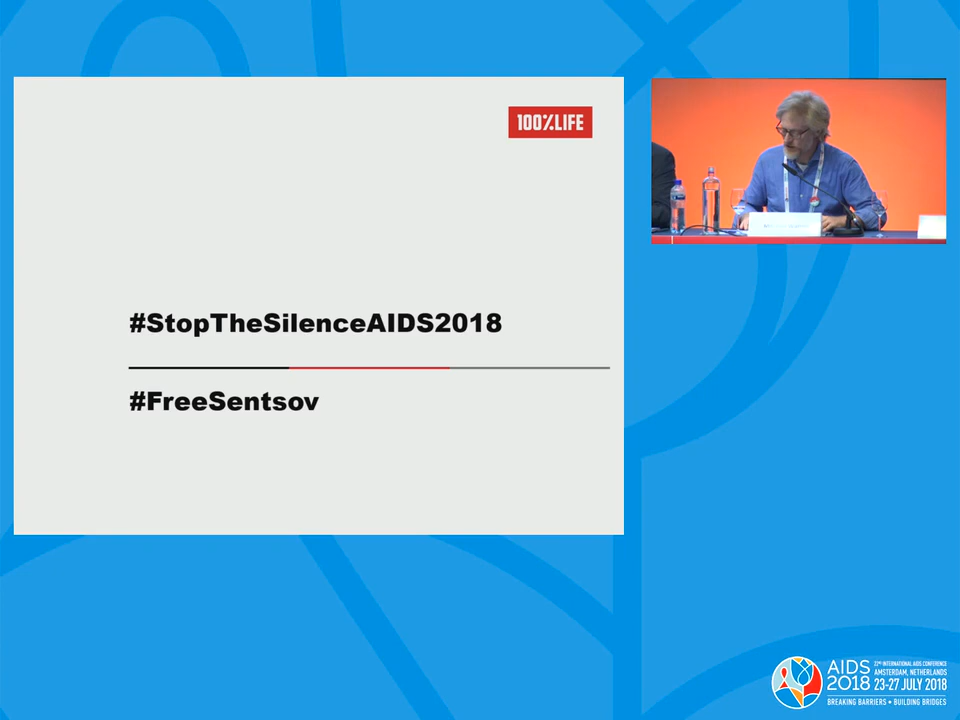 100%LIFE
#StopTheSilenceAIDS2018
#FreeSentsov
AIDS 2018
22ND INTERNATIONAL AIDS CONFERENCE
AMSTERDAM, NETHERLANDS
23-27 JULY 2018
BREAKING BARRIERS • BUILDING BRIDGES